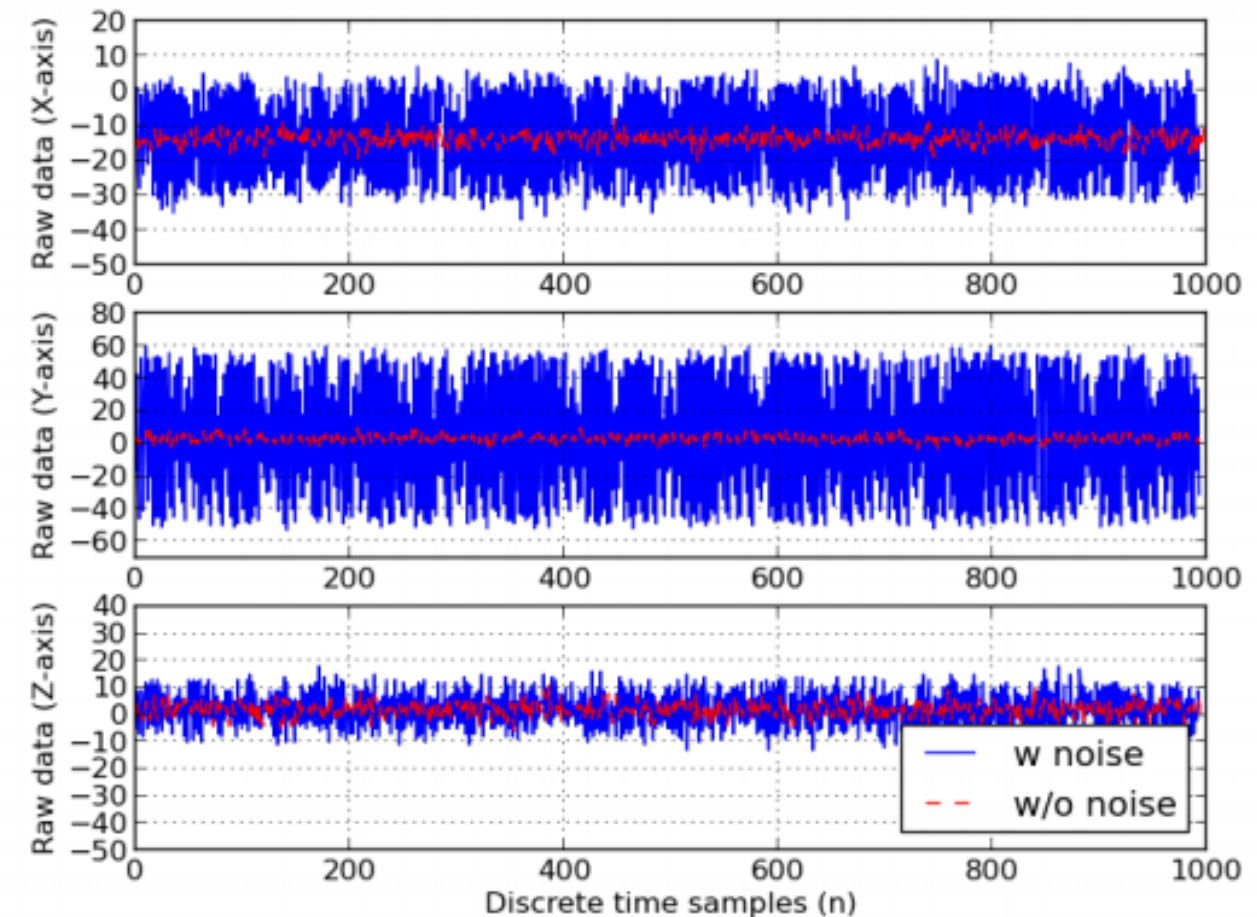 Raw data (X-axis)
20
10
0
−10
−20
−30
−40
−50
0 200 400 600 800 1000
Raw data (Y-axis)
80
60
40
20
0
−20
−40
−60
0 200 400 600 800 1000
Raw data (Z-axis)
40
30
20
10
0
−10
−20
−30
−40
−50
w noise
w/o noise
0 200 400 600 800 1000
Discrete time samples (n)